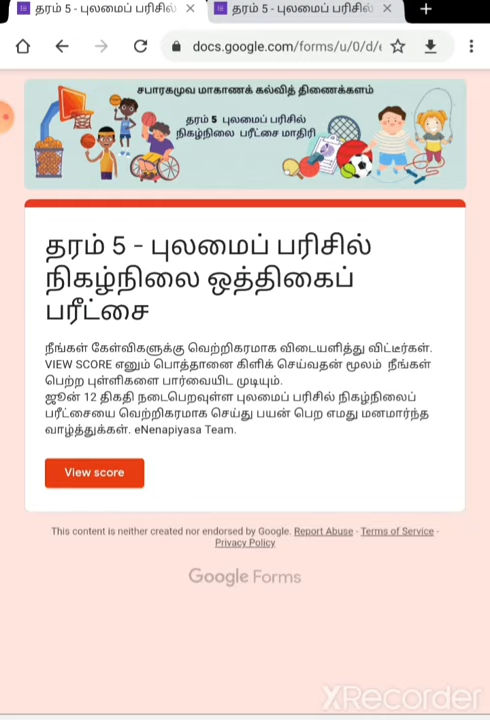 தரம் 5 - புலமைப் பரிசில்
தரம் 5 - புலமைப் பரிசில்
docs.google.com/forms/u/0/d/e
சபாரகமுவ மாகாணக் கல்வித் திணைக்களம்
தரம் 5 புலமைப் பரிசில்
நிகழ்நிலை பரீட்சை மாதிரி
தரம் 5 - புலமைப் பரிசில்
நிகழ்நிலை ஒத்திகைப்
பரீட்சை
நீங்கள் கேள்விகளுக்கு வெற்றிகரமாக விடையளித்து விட்டீர்கள்.
VIEW SCORE எனும் பொத்தானை கிளிக் செய்வதன் மூலம் நீங்கள்
பெற்ற புள்ளிகளை பார்வையிட முடியும்.
ஜூன் 12 திகதி நடைபெறவுள்ள புலமைப் பரிசில் நிகழ்நிலைப்
பரீட்சையை வெற்றிகரமாக செய்து பயன் பெற எமது மனமார்ந்த
வாழ்த்துக்கள். eNenapiyasa Team.
View score
This content is neither created nor endorsed by Google. Report Abuse - Terms of Service -
Privacy Policy
Google Forms
XRecorder